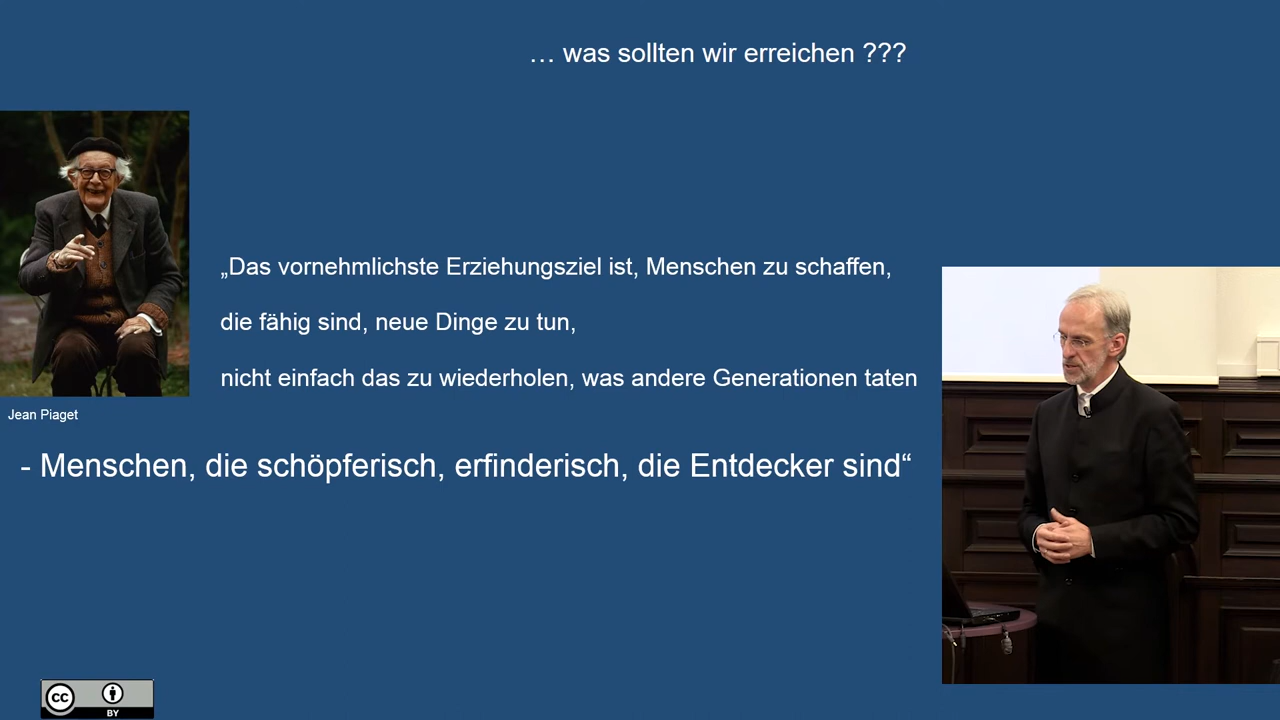 … was sollten wir erreichen ???
„Das vornehmlichste Erziehungsziel ist, Menschen zu schaffen,
die fähig sind, neue Dinge zu tun,
nicht einfach das zu wiederholen, was andere Generationen taten
Jean Piaget
- Menschen, die schöpferisch, erfinderisch, die Entdecker sind“
cc
BY